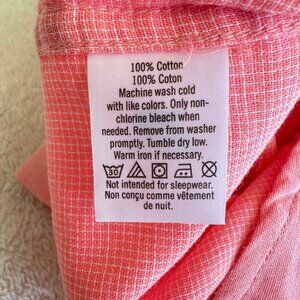 100% Cotton
100% Coton
Machine wash cold
with like colors. Only non-
chlorine bleach when
needed. Remove from washer
promptly. Tumble dry low.
Warm iron if necessary.
30
Not intended for sleepwear.
Non conçu comme vêtement
de nuit.